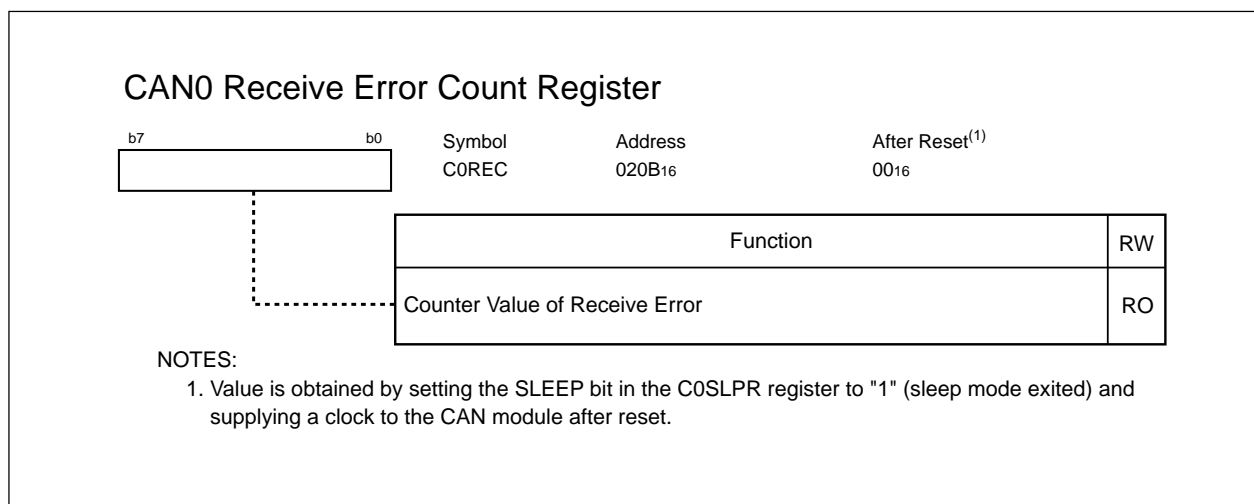 CAN0 Receive Error Count Register
b7 b0 Symbol Address After Reset(1)
C0REC 020B16 0016
Function RW
Counter Value of Receive Error RO
NOTES:
1. Value is obtained by setting the SLEEP bit in the C0SLPR register to "1" (sleep mode exited) and
supplying a clock to the CAN module after reset.